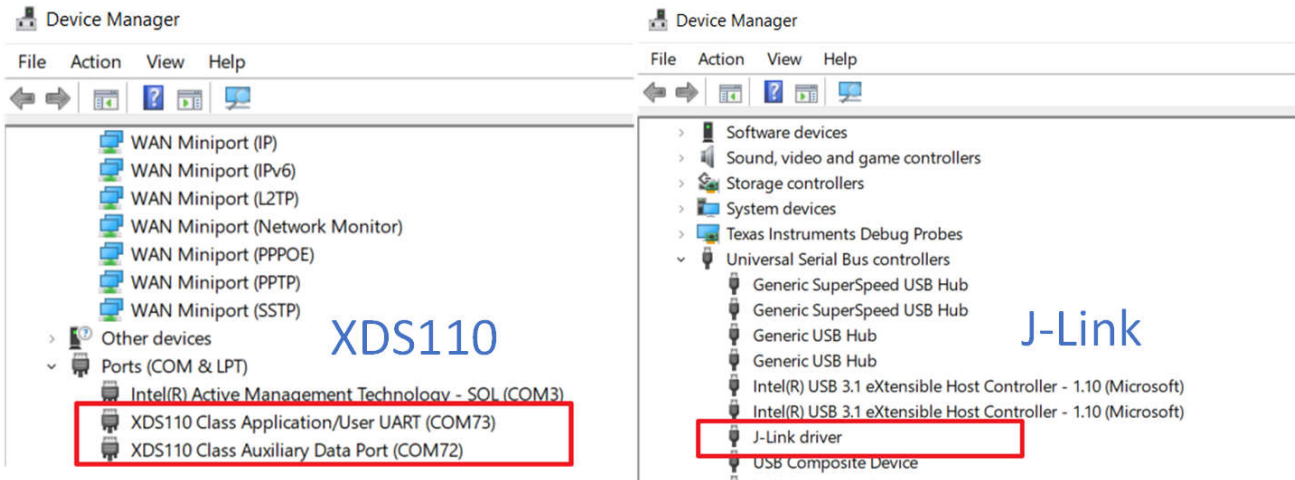 Device Manager
File Action View Help
WAN Miniport (IP)
WAN Miniport (IPv6)
WAN Miniport (L2TP)
WAN Miniport (Network Monitor)
WAN Miniport (PPPOE)
WAN Miniport (PPTP)
WAN Miniport (SSTP)
Other devices
XDS110
Ports (COM & LPT)
Intel(R) Active Management Technology - SOL (COM3)
XDS110 Class Application/User UART (COM73)
XDS110 Class Auxiliary Data Port (COM72)
Device Manager
File Action View Help
Software devices
Sound, video and game controllers
Storage controllers
System devices
Texas Instruments Debug Probes
Universal Serial Bus controllers
Generic SuperSpeed USB Hub
Generic SuperSpeed USB Hub
Generic USB Hub
J-Link
Generic USB Hub
Intel(R) USB 3.1 eXtensible Host Controller - 1.10 (Microsoft)
Intel(R) USB 3.1 eXtensible Host Controller - 1.10 (Microsoft)
J-Link driver
USB Composite Device